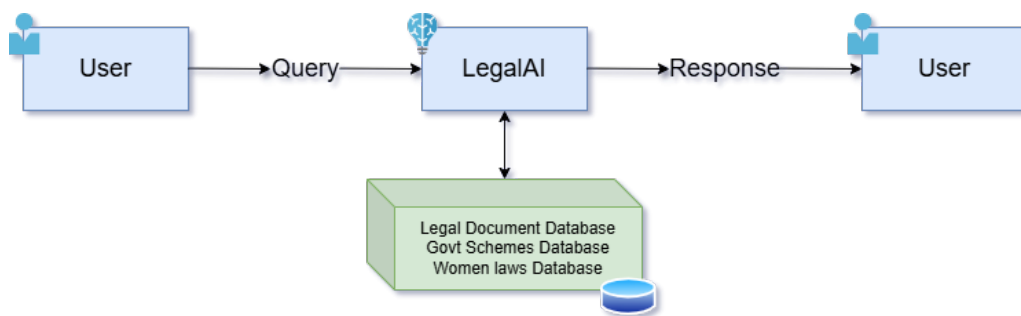 User
Query
LegalAI
Response
User
Legal Document Database
Govt Schemes Database
Women laws Database